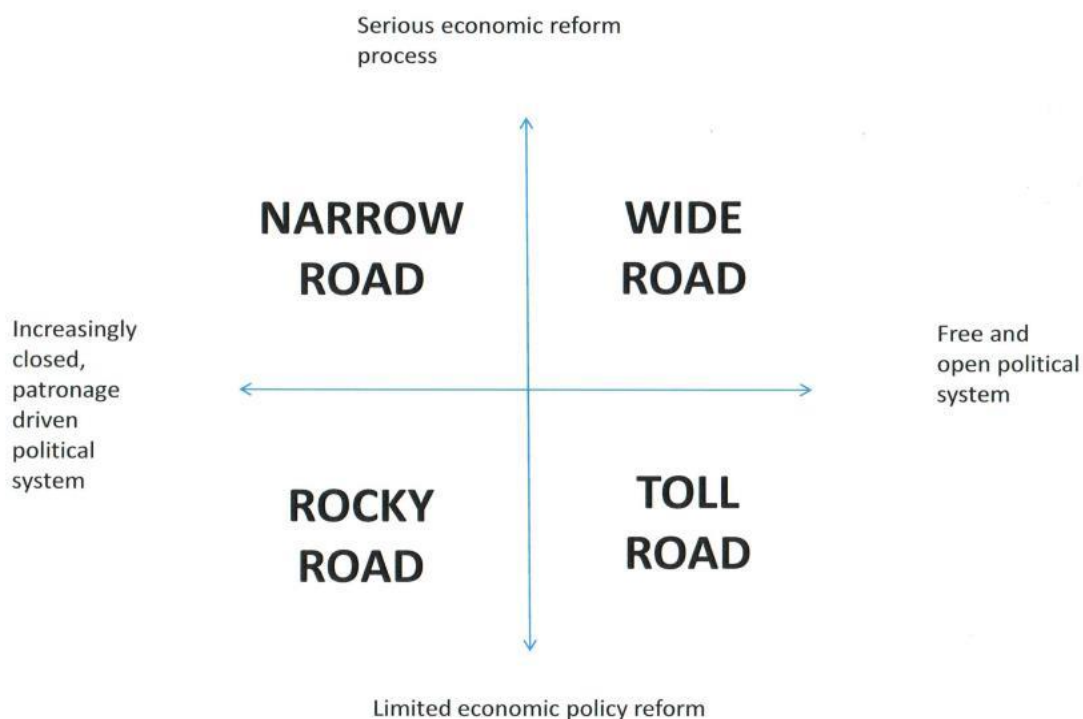 Serious economic reform
process
NARROW
ROAD
WIDE
ROAD
Increasingly
closed,
patronage
driven
political
system
Free and
open political
system
ROCKY
ROAD
TOLL
ROAD
Limited economic policy reform